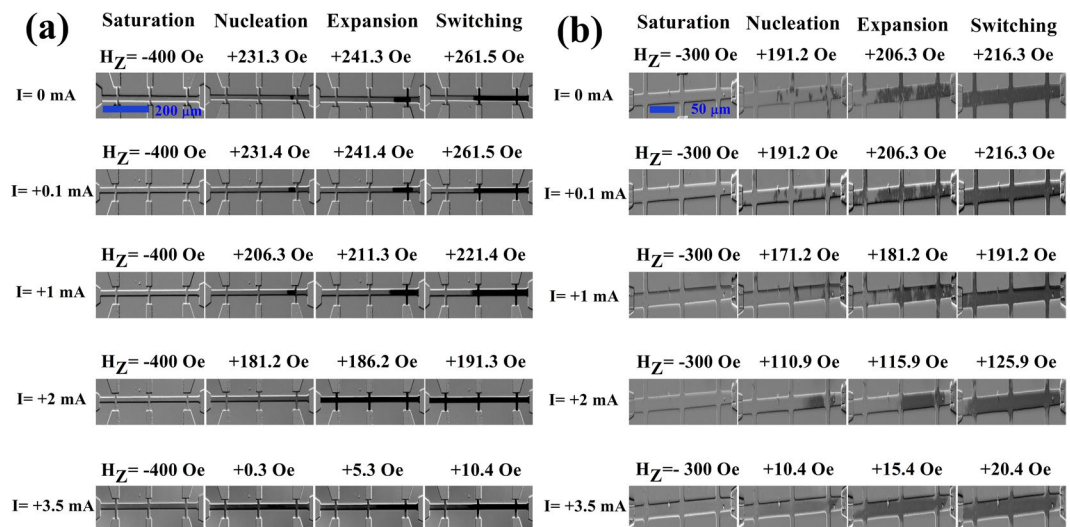 (a) Saturation Nucleation Expansion Switching
HZ= -400 Oe +231.3 Oe +241.3 Oe +261.5 Oe
I= 0 mA
200 µm
HZ= -400 Oe +231.4 Oe +241.4 Oe +261.5 Oe
I= +0.1 mA
HZ= -400 Oe +206.3 Oe +211.3 Oe +221.4 Oe
I= +1 mA
HZ= -400 Oe +181.2 Oe +186.2 Oe +191.3 Oe
I= +2 mA
HZ= -400 Oe +0.3 Oe +5.3 Oe +10.4 Oe
I= +3.5 mA
(b) Saturation Nucleation Expansion Switching
HZ= -300 Oe +191.2 Oe +206.3 Oe +216.3 Oe
I= 0 mA
50 µm
HZ= -300 Oe +191.2 Oe +206.3 Oe +216.3 Oe
I= +0.1 mA
HZ= -300 Oe +171.2 Oe +181.2 Oe +191.2 Oe
I= +1 mA
HZ= -300 Oe +110.9 Oe +115.9 Oe +125.9 Oe
I= +2 mA
HZ=- 300 Oe +10.4 Oe +15.4 Oe +20.4 Oe
I= +3.5 mA